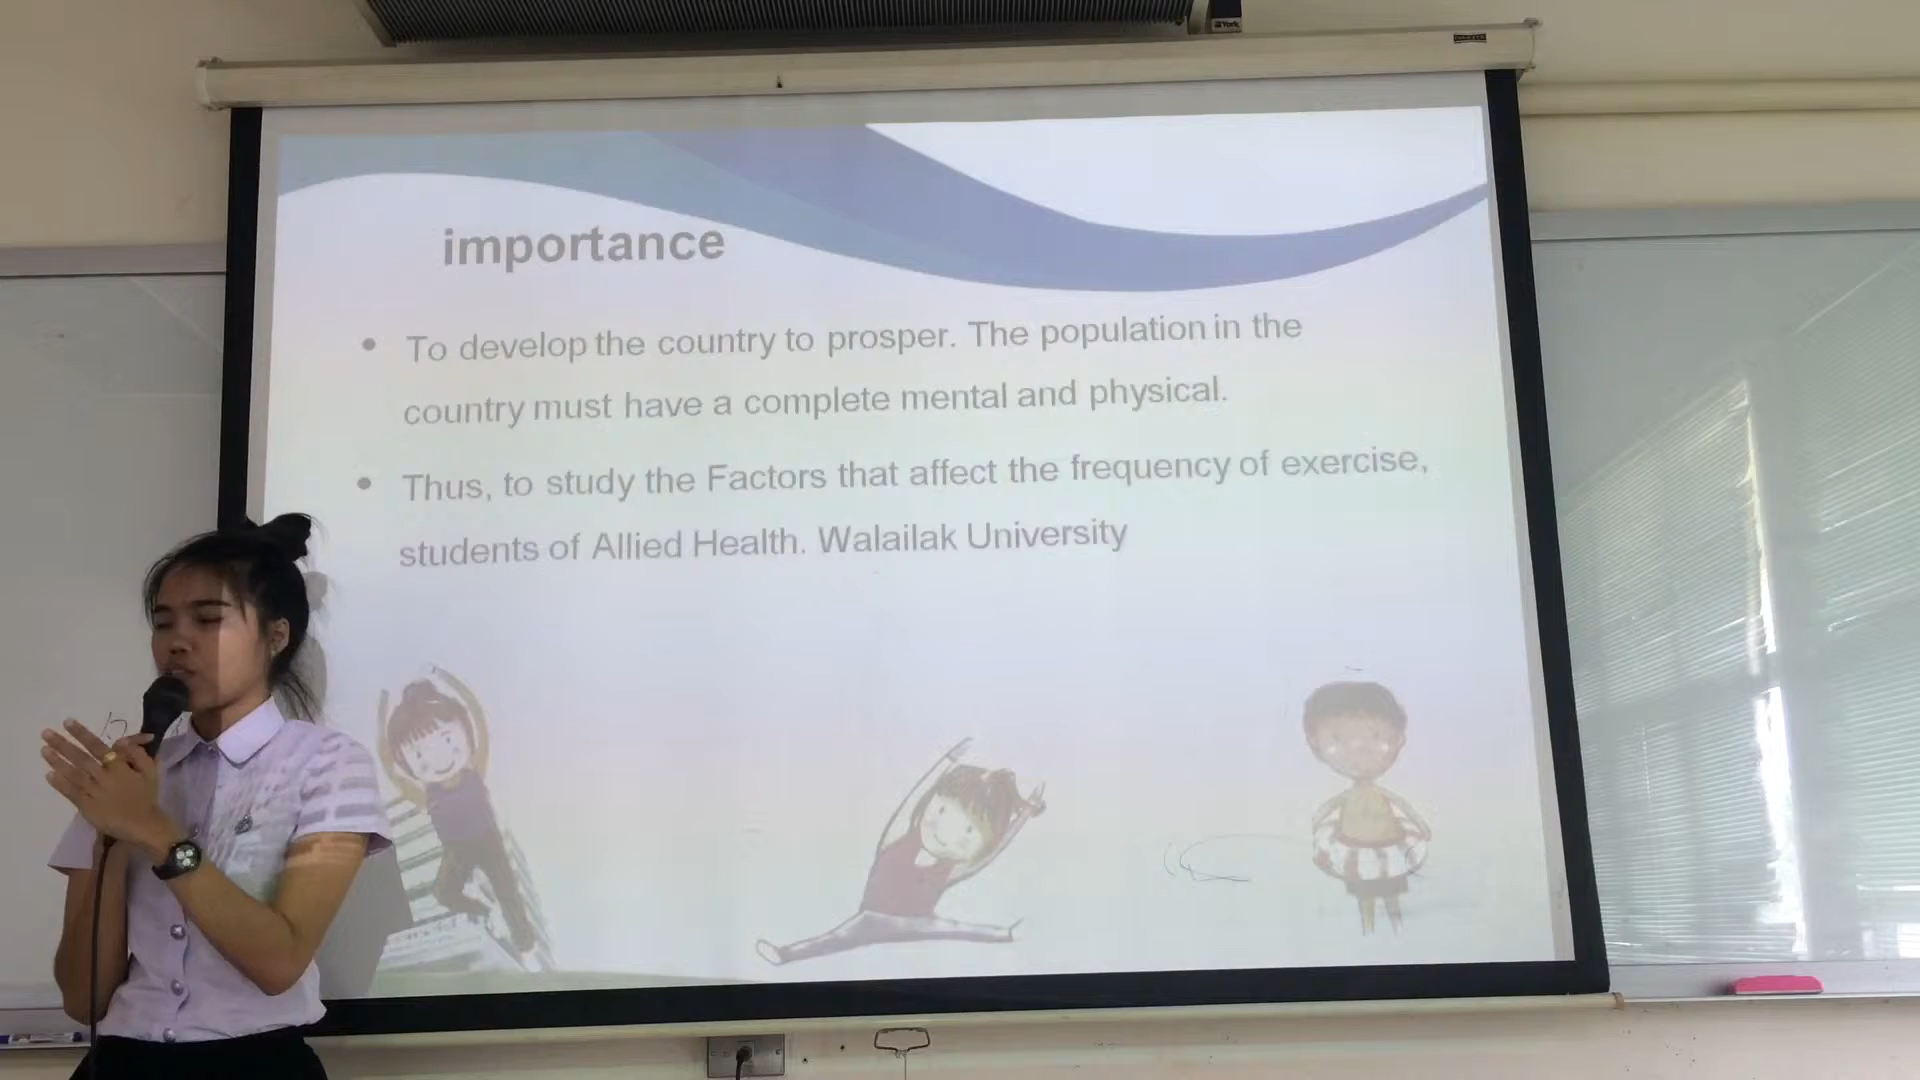 York
importance
• To develop the country to prosper. The population in the
country must have a complete mental and physical.
• Thus, to study the Factors that affect the frequency of exercise,
students of Allied Health. Walailak University